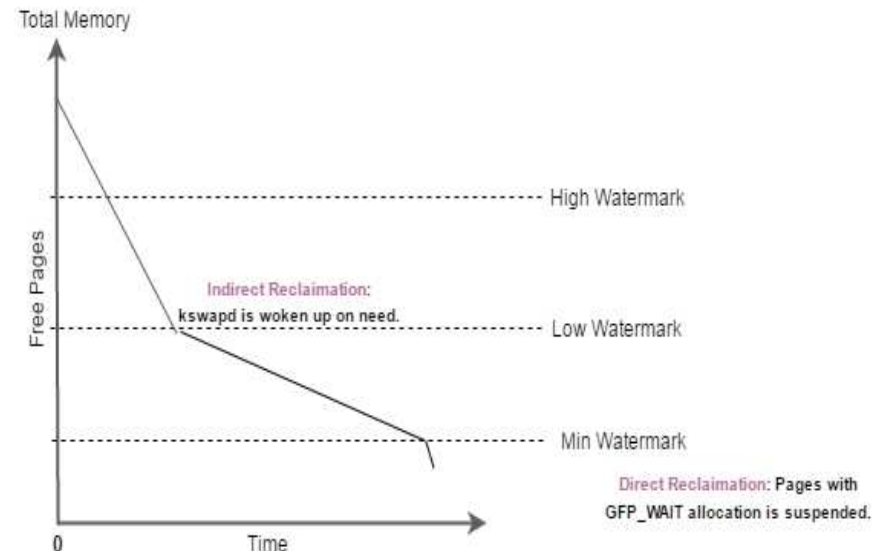 Total Memory
High Watermark
Free Pages
Indirect Reclaimation:
kswapd is woken up on need.
Low Watermark
Min Watermark
Direct Reclaimation: Pages with
GFP_WAIT allocation is suspended.
0
Time